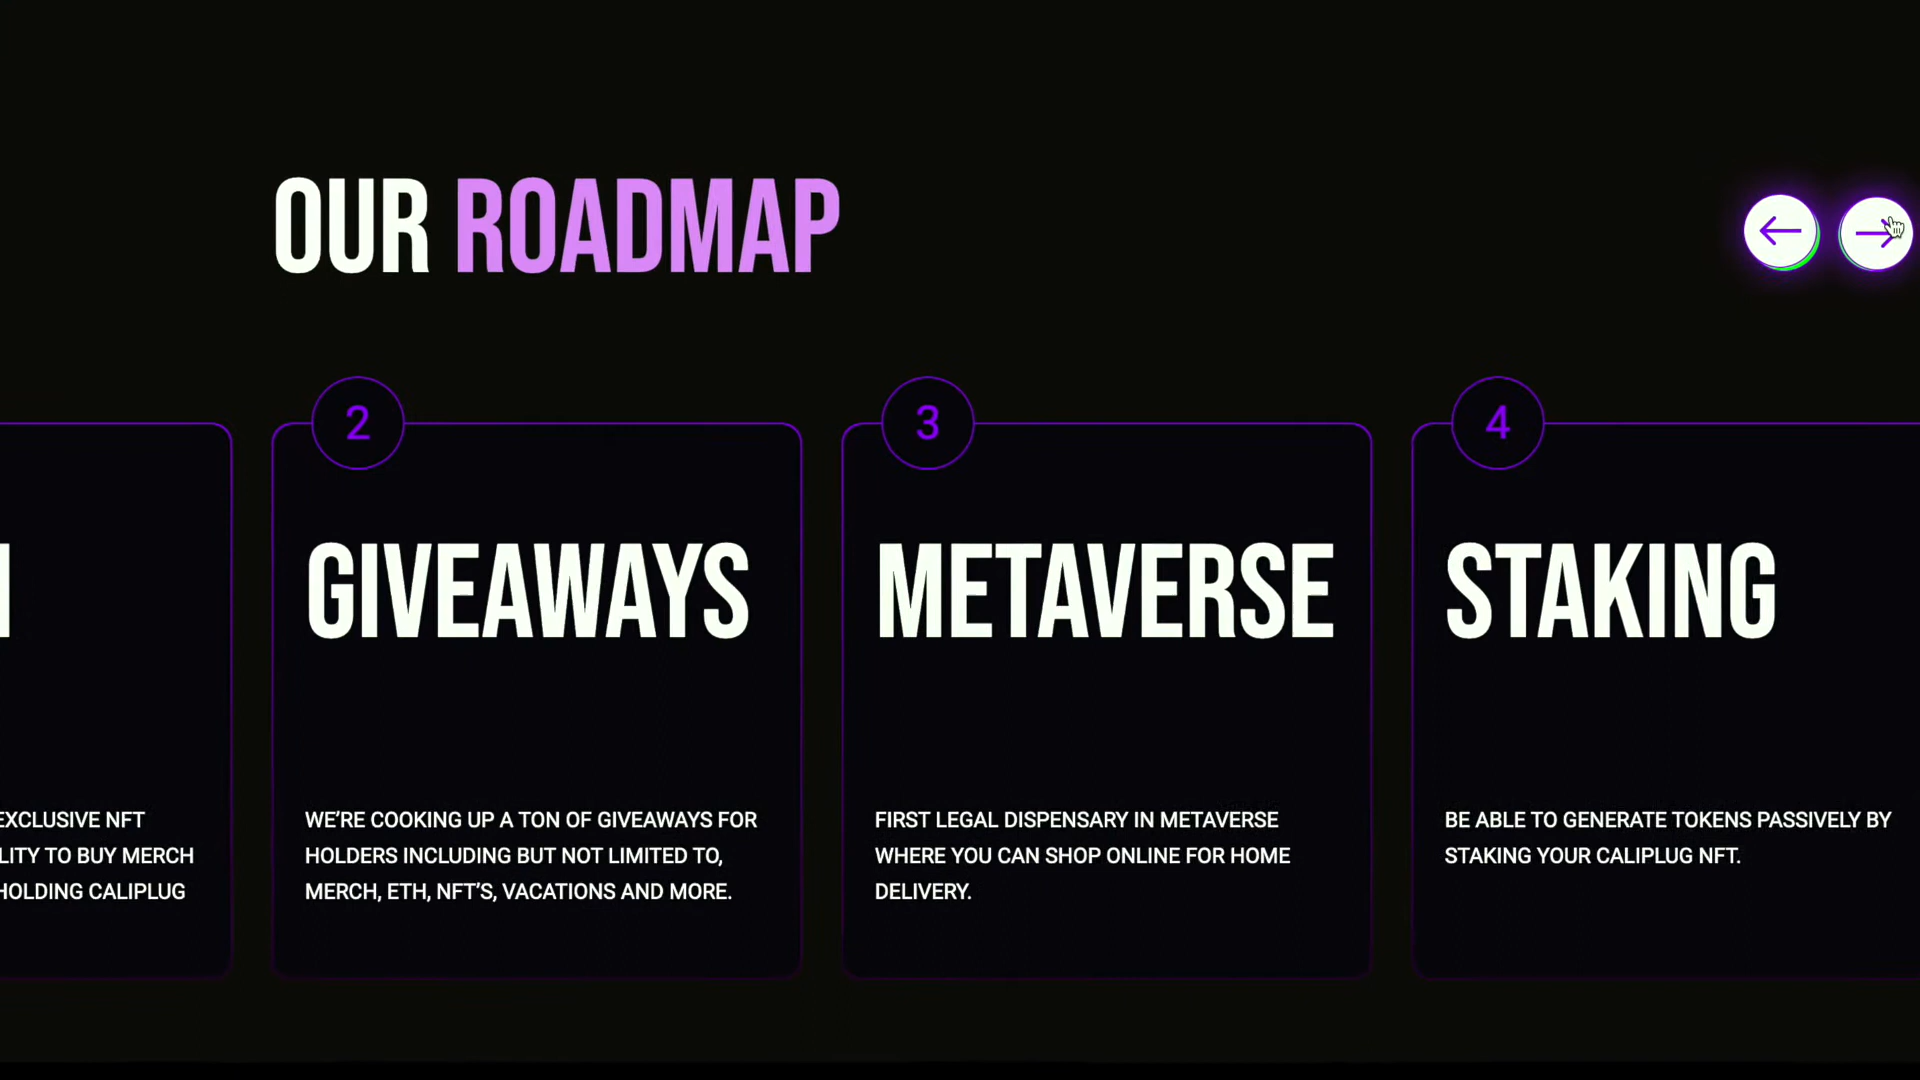 OUR ROADMAP
EXCLUSIVE NFT
TO BUY MERCH
HOLDING CALIPLUG
2
GIVEAWAYS
WE'RE COOKING UP A TON OF GIVEAWAYS FOR
HOLDERS INCLUDING BUT NOT LIMITED TO,
MERCH, ETH, NFT'S, VACATIONS AND MORE.
3
METAVERSE
FIRST LEGAL DISPENSARY IN METAVERSE
WHERE YOU CAN SHOP ONLINE FOR HOME
DELIVERY.
4
STAKING
BE ABLE TO GENERATE TOKENS PASSIVELY BY
STAKING YOUR CALIPLUG NFT.